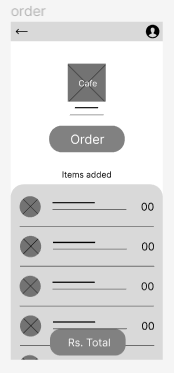 order
Cafe
Order
Items added
00
00
00
00
Rs. Total